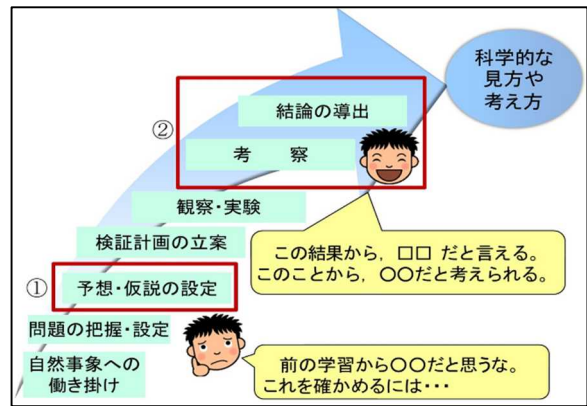 科学的な
見方や
考え方
②
結論の導出
考　　察
観察・実験
検証計画の立案
この結果から，□□ だと言える。
このことから，〇〇だと考えられる。
①
予想・仮説の設定
問題の把握・設定
自然事象への
働き掛け
前の学習から〇〇だと思うな。
これを確かめるには・・・